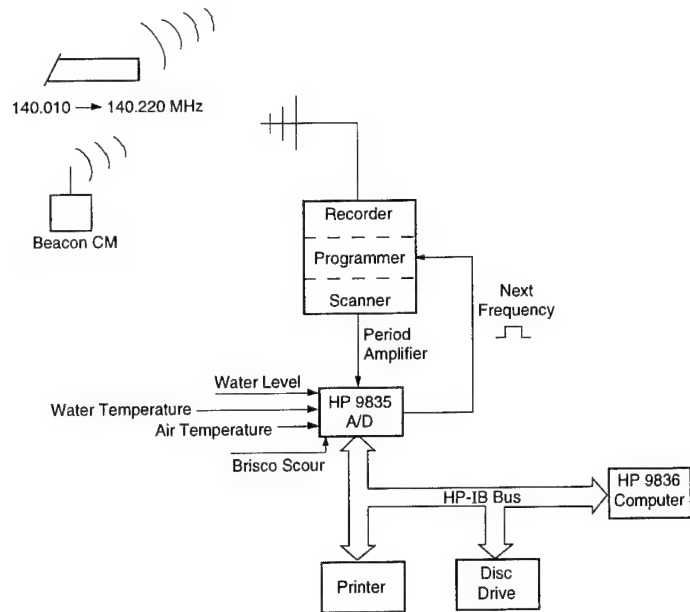 140.010 → 140.220 MHz
Beacon CM
Recorder
Programmer
Scanner
Next
Frequency
Period
Amplifier
Water Level
Water Temperature
Air Temperature
Brisco Scour
HP 9835
A/D
HP-IB Bus
HP 9836
Computer
Printer
Disc
Drive